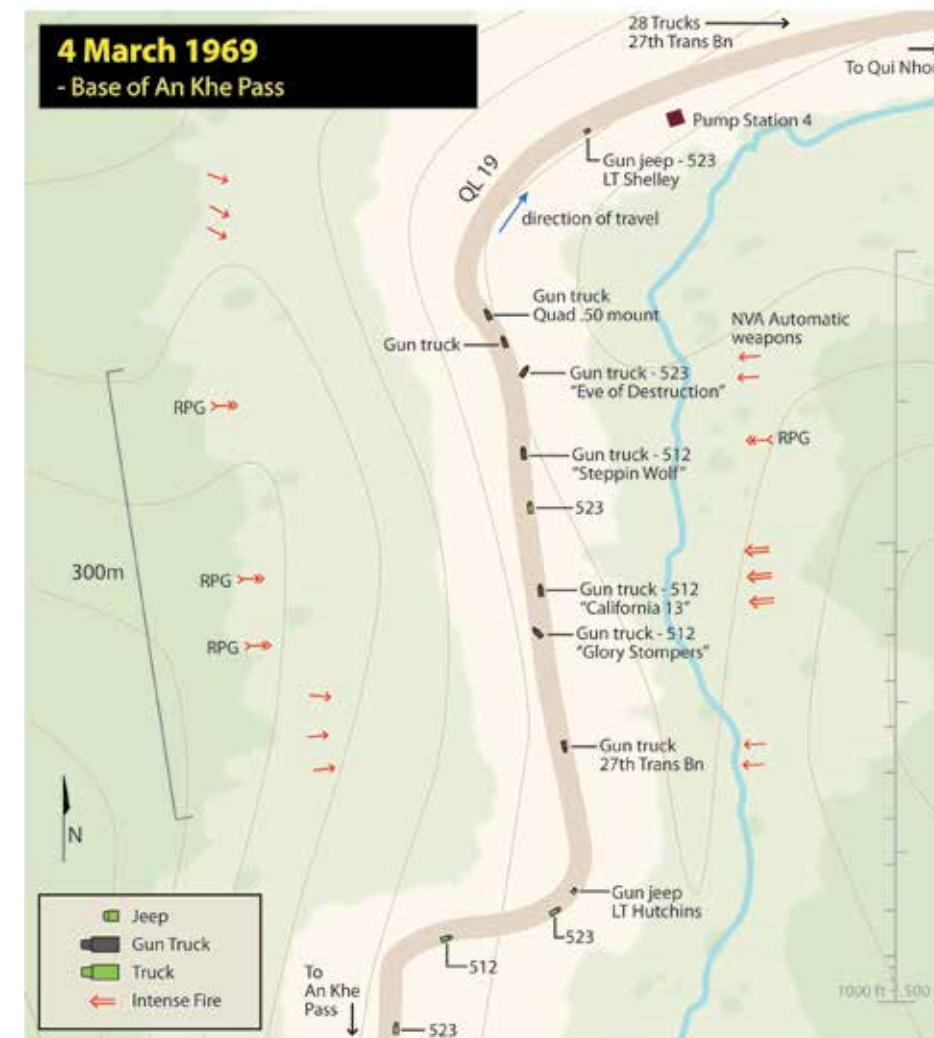 4 March 1969
- Base of An Khe Pass
28 Trucks
27th Trans Bn
To Qui Nho
Pump Station 4
Gun jeep - 523
LT Shelley
QL 19
direction of travel
Gun truck
Quad .50 mount
NVA Automatic
weapons
Gun truck
Gun truck - 523
"Eve of Destruction"
RPG
RPG
Gun truck - 512
"Steppin Wolf"
523
300m
RPG
Gun truck - 512
"California 13"
Gun truck - 512
"Glory Stompers"
RPG
Gun truck
27th Trans Bn
N
Gun jeep
LT Hutchins
523
512
To
An Khe
Pass
523
Jeep
Gun Truck
Truck
Intense Fire
1000 ft
500